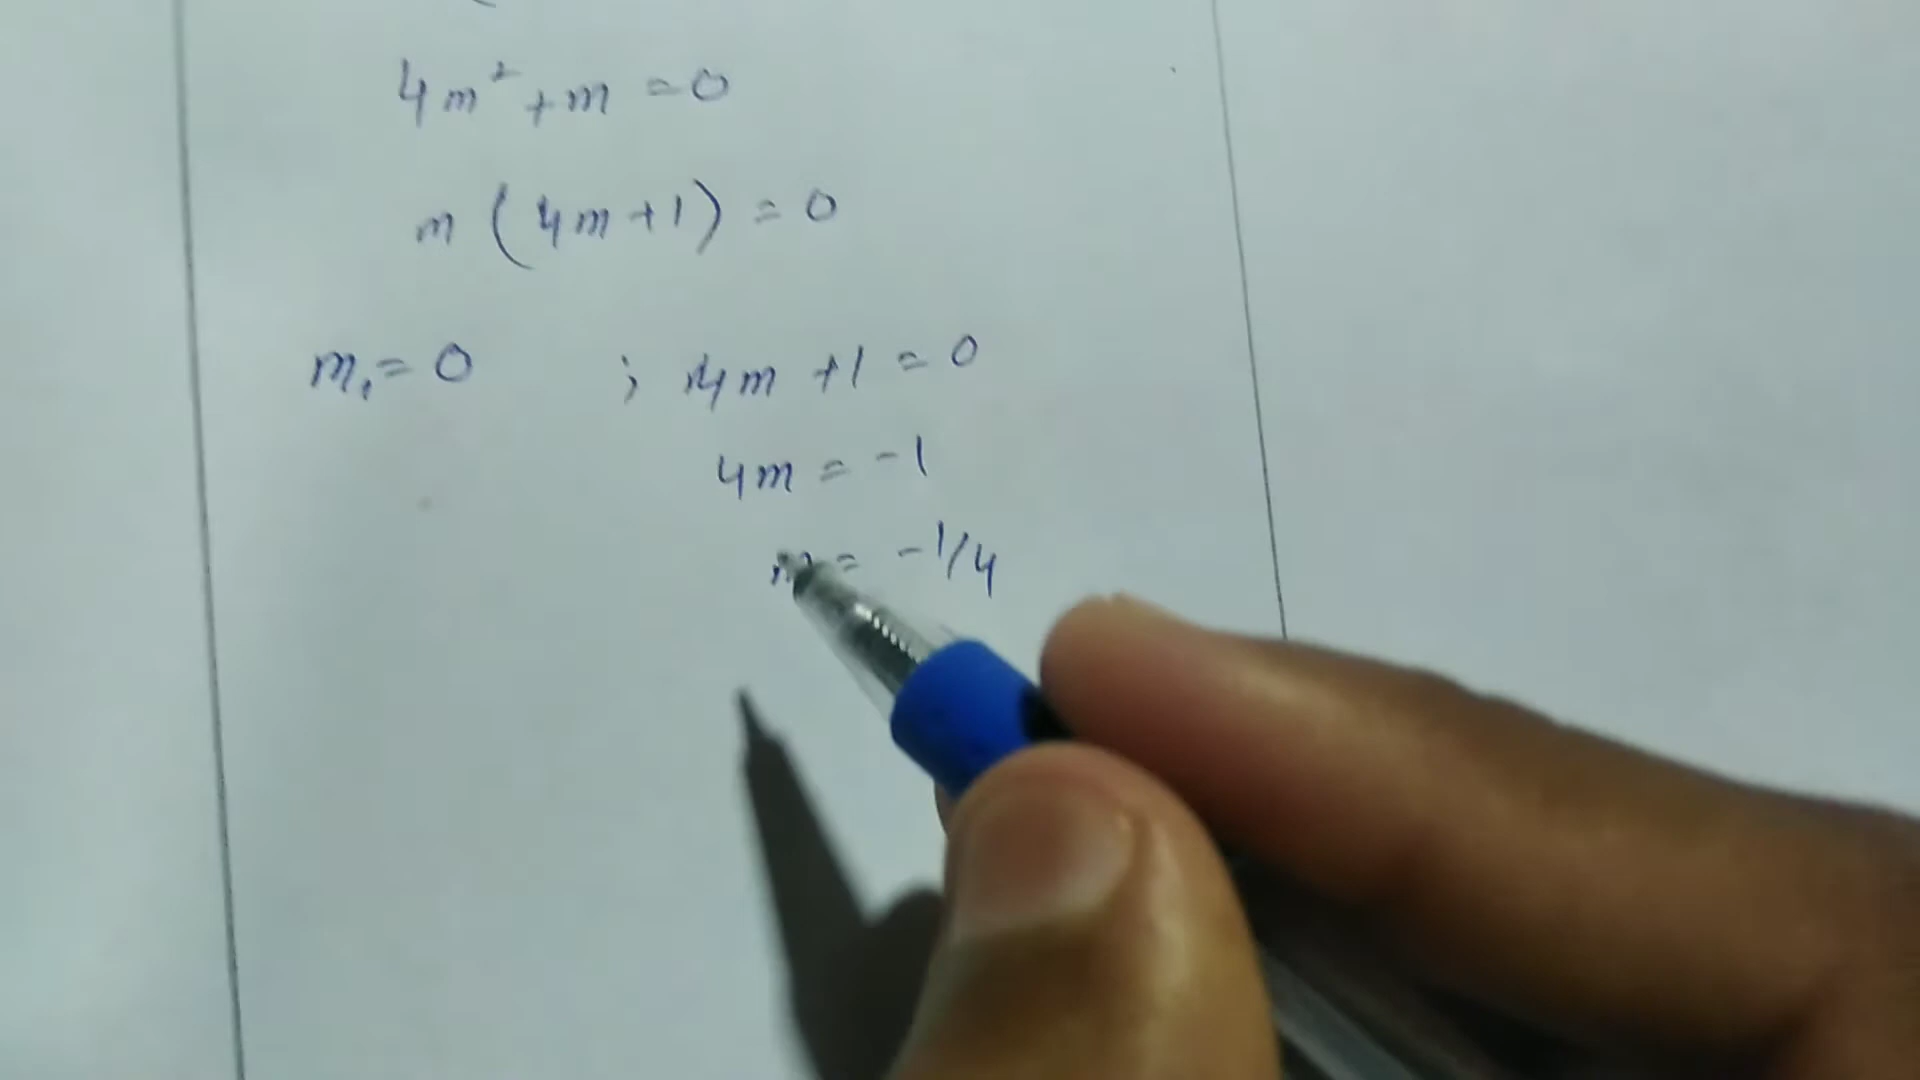 4m² + m = 0
m (4m + 1) = 0
m₁ = 0 ; 4m + 1 = 0
4m = -1
m = -1/4